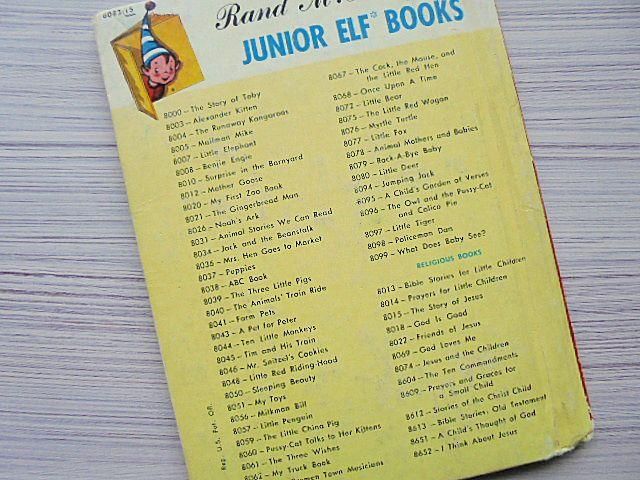 8083:15
Rand
JUNIOR ELF* BOOKS
8000 – The Story of Toby
8003 – Alexander Kitten
8004 – The Runaway Kangaroos
8005 – Mailman Mike
8007 – Little Elephant
8008 – Benjie Engie
8010 – Surprise in the Barnyard
8012 – Mother Goose
8020 – My First Zoo Book
8021 – The Gingerbread Man
8026 – Noah's Ark
8031 – Animal Stories We Can Read
8034 – Jack and the Beanstalk
8035 – Mrs. Hen Goes to Market
8037 – Puppies
8038 – ABC Book
8039 – The Three Little Pigs
8040 – The Animals' Train Ride
8041 – Farm Pets
8043 – A Pet for Peter
8044 – Ten Little Monkeys
8045 – Tim and His Train
8046 – Mr. Snitzel's Cookies
8048 – Little Red Riding-Hood
8050 – Sleeping Beauty
8051 – My Toys
8056 – Milkman Bill
8057 – Little Penguin
8059 – The Little China Pig
8060 – Pussy-Cat Talks to Her Kittens
8061 – The Three Wishes
8062 – My Truck Book
Bremen Town Musicians
8067 – The Cock, the Mouse, and
the Little Red Hen
8068 – Once Upon A Time
8072 – Little Bear
8075 – The Little Red Wagon
8076 – Myrtle Turtle
8077 – Little Fox
8078 – Animal Mothers and Babies
8079 – Rock-A-Bye Baby
8080 – Little Deer
8094 – Jumping Jack
8095 – A Child's Garden of Verses
8096 – The Owl and the Pussy-Cat
and Calico Pie
8097 – Little Tiger
8098 – Policeman Dan
8099 – What Does Baby See?
RELIGIOUS BOOKS
8013 – Bible Stories for Little Children
8014 – Prayers for Little Children
8015 – The Story of Jesus
8018 – God Is Good
8022 – Friends of Jesus
8069 – God Loves Me
8074 – Jesus and the Children
8604 – The Ten Commandments
8609 – Prayers and Graces for
a Small Child
8612 – Stories of the Christ Child
8613 – Bible Stories: Old Testament
8651 – A Child's Thought of God
8652 – I Think About Jesus
Reg. U.S. Pat. Off.